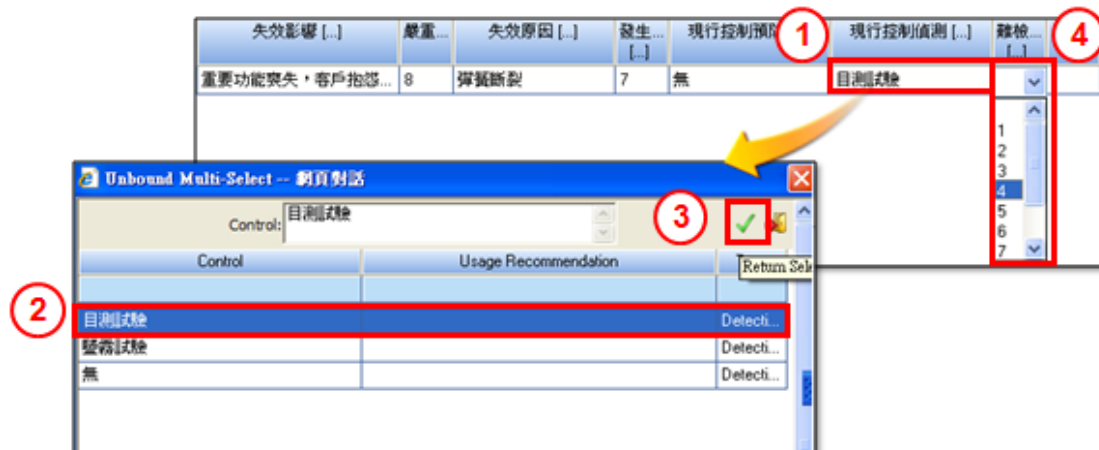 失效影響 [...] 嚴重... 失效原因 [...] 發生... [...] 現行控制預防 1 現行控制偵測 [...] 難檢... [...] 4
重要功能喪失，客戶抱怨... 8 彈簧斷裂 7 無 目測試驗
1
2
3
4
5
6
7
Unbound Multi-Select -- 網頁對話
Control: 目測試驗 3
Control Usage Recommendation
Return Sele
2 目測試驗 Detecti...
鹽霧試驗 Detecti...
無 Detecti...